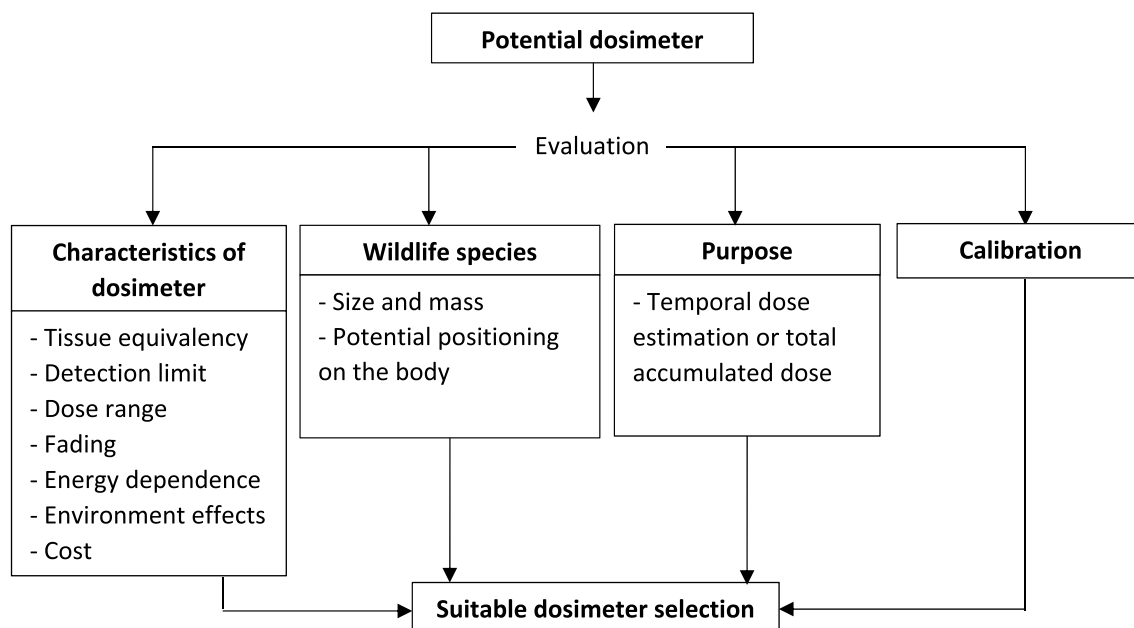 Potential dosimeter
Evaluation
Characteristics of
dosimeter
- Tissue equivalency
- Detection limit
- Dose range
- Fading
- Energy dependence
- Environment effects
- Cost
Wildlife species
- Size and mass
- Potential positioning
on the body
Purpose
- Temporal dose
estimation or total
accumulated dose
Calibration
Suitable dosimeter selection